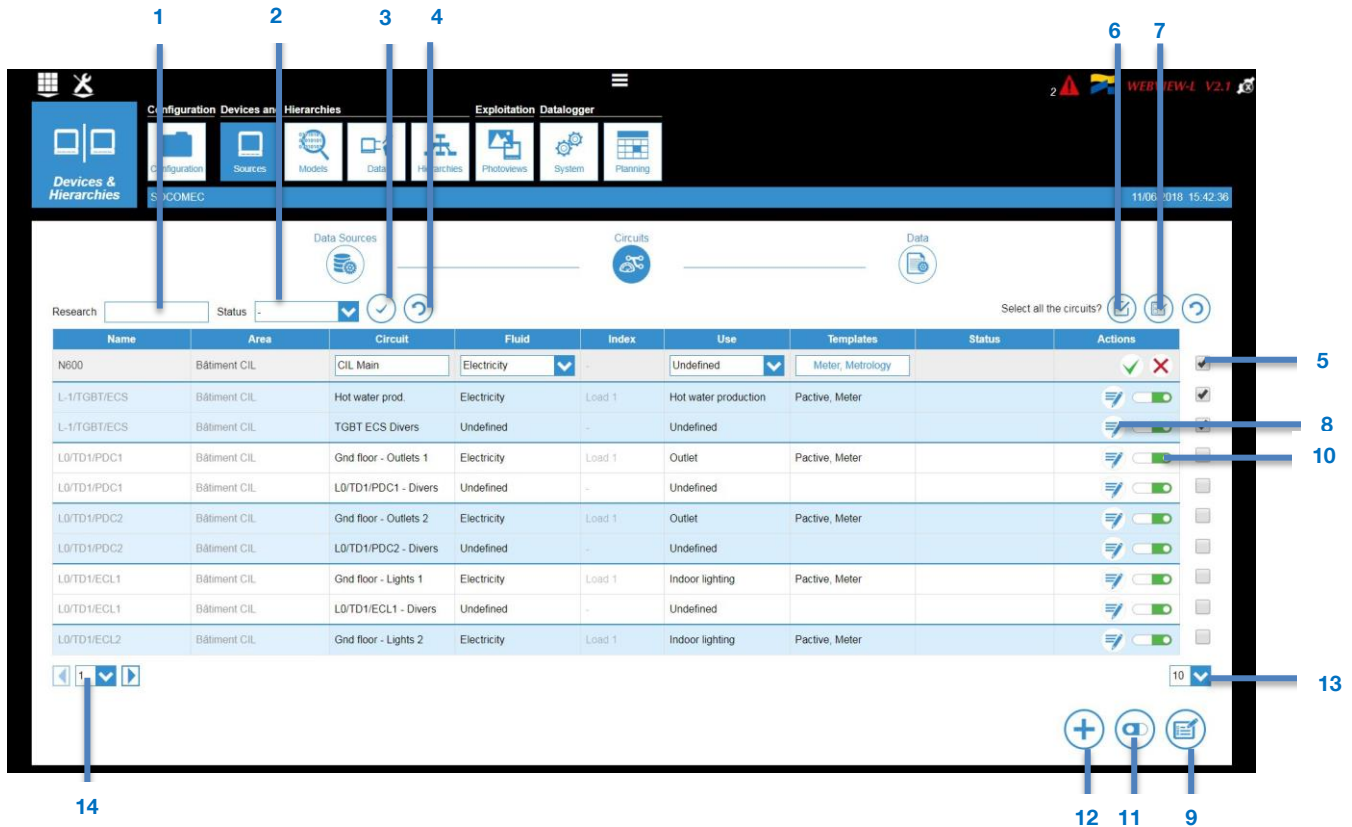 1 2 3 4 6 7
2 WEBVIEW-L V2.1
Configuration Devices and Hierarchies Exploitation Datalogger
Configuration Sources Models Data Hierarchies Photoviews System Planning
Devices &
Hierarchies
SOCOMEC 11/06/2018 15:42:36
Data Sources Circuits Data
Research Status - Select all the circuits?
Name Area Circuit Fluid Index Use Templates Status Actions
N600 Bâtiment CIL CIL Main Electricity - Undefined Meter, Metrology
5
L-1/TGBT/ECS Bâtiment CIL Hot water prod. Electricity Load 1 Hot water production Pactive, Meter
L-1/TGBT/ECS Bâtiment CIL TGBT ECS Divers Undefined - Undefined
8
L0/TD1/PDC1 Bâtiment CIL Gnd floor - Outlets 1 Electricity Load 1 Outlet Pactive, Meter
10
L0/TD1/PDC1 Bâtiment CIL L0/TD1/PDC1 - Divers Undefined - Undefined
L0/TD1/PDC2 Bâtiment CIL Gnd floor - Outlets 2 Electricity Load 1 Outlet Pactive, Meter
L0/TD1/PDC2 Bâtiment CIL L0/TD1/PDC2 - Divers Undefined - Undefined
L0/TD1/ECL1 Bâtiment CIL Gnd floor - Lights 1 Electricity Load 1 Indoor lighting Pactive, Meter
L0/TD1/ECL1 Bâtiment CIL L0/TD1/ECL1 - Divers Undefined - Undefined
L0/TD1/ECL2 Bâtiment CIL Gnd floor - Lights 2 Electricity Load 1 Indoor lighting Pactive, Meter
1 10
13
14 12 11 9